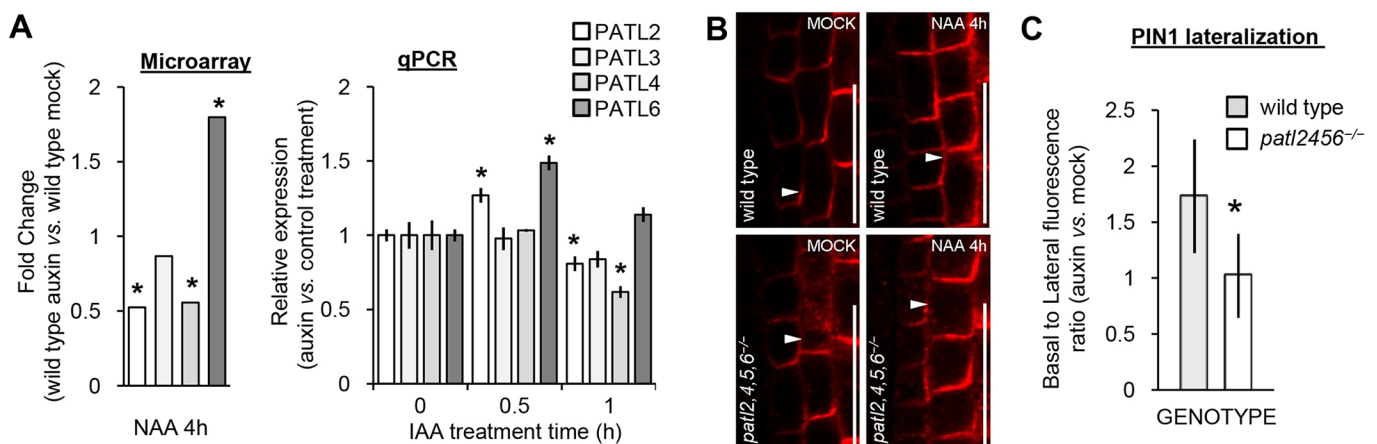 A
Microarray
Fold Change
(wild type auxin vs. wild type mock)
2
1.5
1
0.5
0
*
*
*
NAA 4h
qPCR
PATL2
PATL3
PATL4
PATL6
Relative expression
(auxin vs. control treatment)
2
1.5
1
0.5
0
*
*
*
*
0 0.5 1
IAA treatment time (h)
B
MOCK
wild type
NAA 4h
wild type
MOCK
patl2,4,5,6−/−
NAA 4h
patl2,4,5,6−/−
C
PIN1 lateralization
wild type
patl2456−/−
Basal to Lateral fluorescence
ratio (auxin vs. mock)
2.5
2
1.5
1
0.5
0
*
GENOTYPE